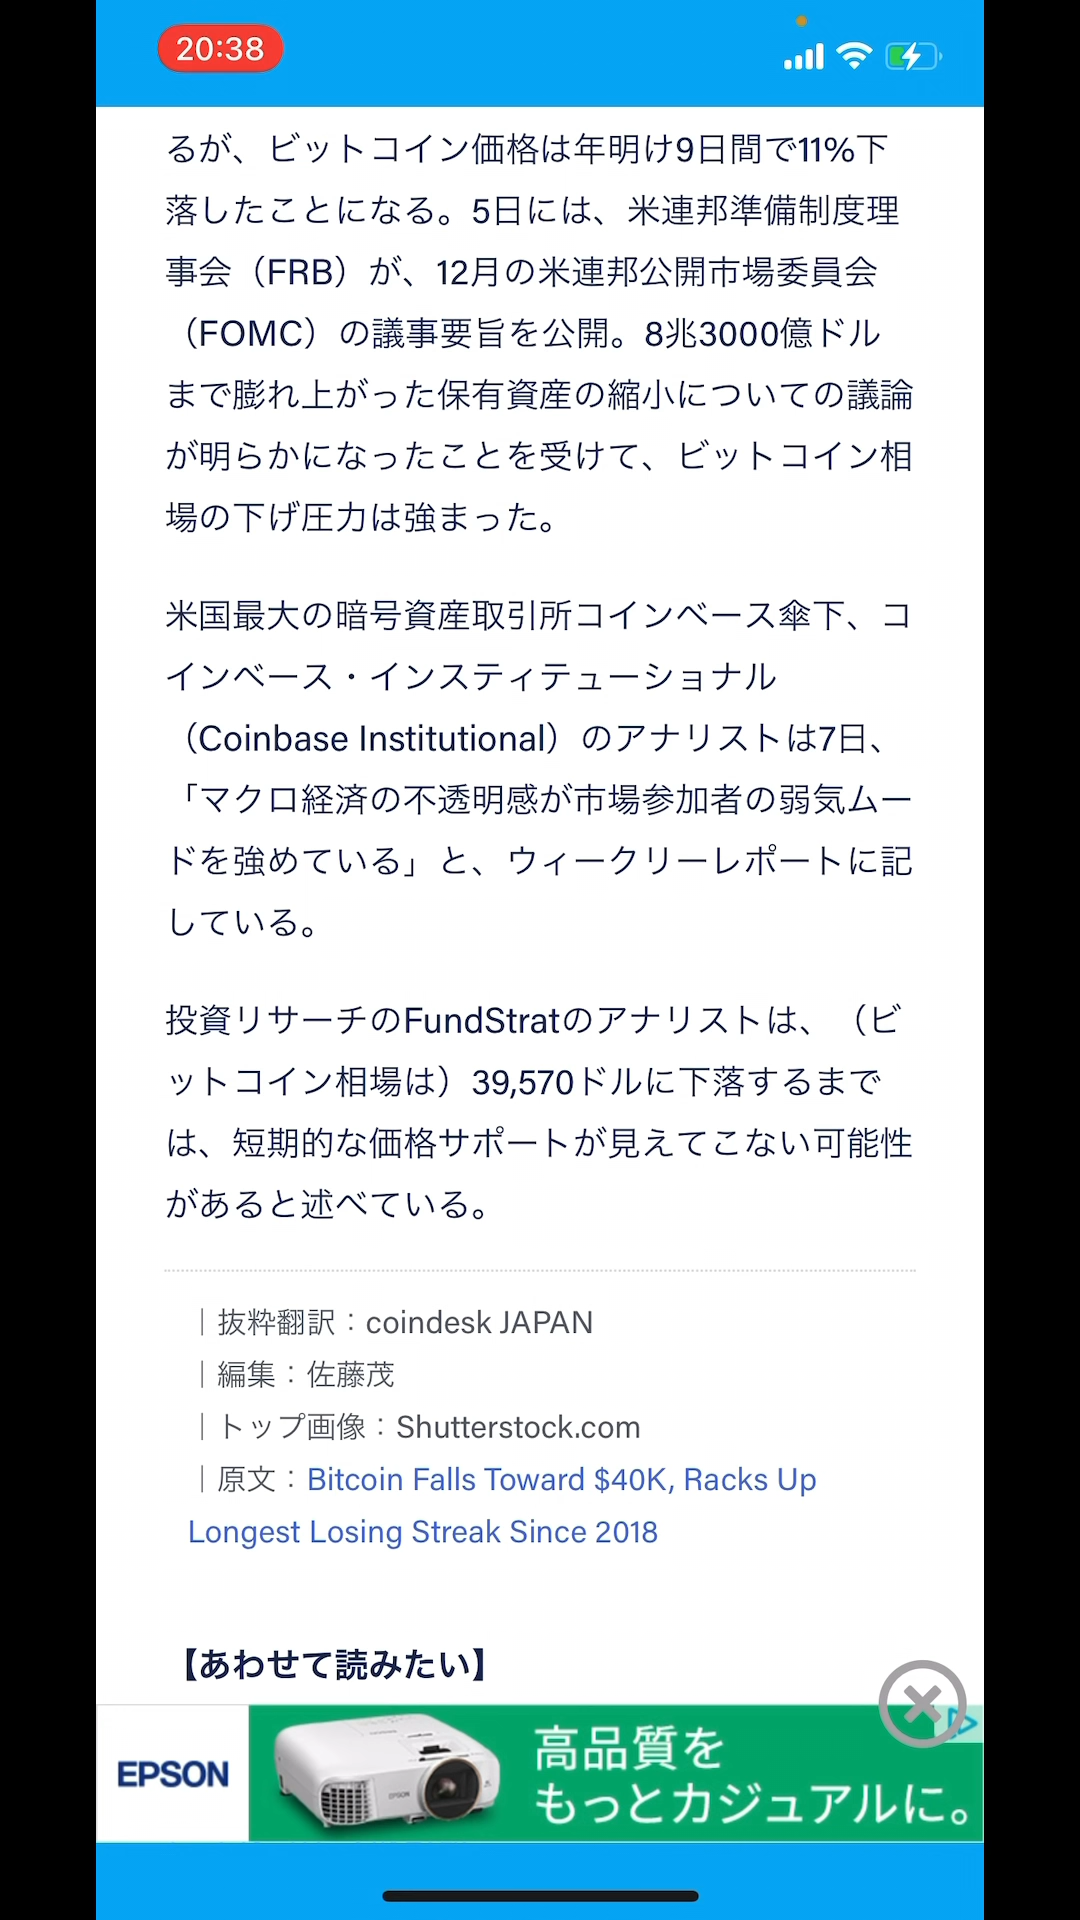 20:38
るが、ビットコイン価格は年明け9日間で11%下
落したことになる。5日には、米連邦準備制度理
事会（FRB）が、12月の米連邦公開市場委員会
（FOMC）の議事要旨を公開。8兆3000億ドル
まで膨れ上がった保有資産の縮小についての議論
が明らかになったことを受けて、ビットコイン相
場の下げ圧力は強まった。
米国最大の暗号資産取引所コインベース傘下、コ
インベース・インスティテューショナル
（Coinbase Institutional）のアナリストは7日、
「マクロ経済の不透明感が市場参加者の弱気ムー
ドを強めている」と、ウィークリーレポートに記
している。
投資リサーチのFundStratのアナリストは、（ビ
ットコイン相場は）39,570ドルに下落するまで
は、短期的な価格サポートが見えてこない可能性
があると述べている。
｜抜粋翻訳：coindesk JAPAN
｜編集：佐藤茂
｜トップ画像：Shutterstock.com
｜原文：Bitcoin Falls Toward $40K, Racks Up
Longest Losing Streak Since 2018
【あわせて読みたい】
EPSON
EPSON
高品質を
もっとカジュアルに。